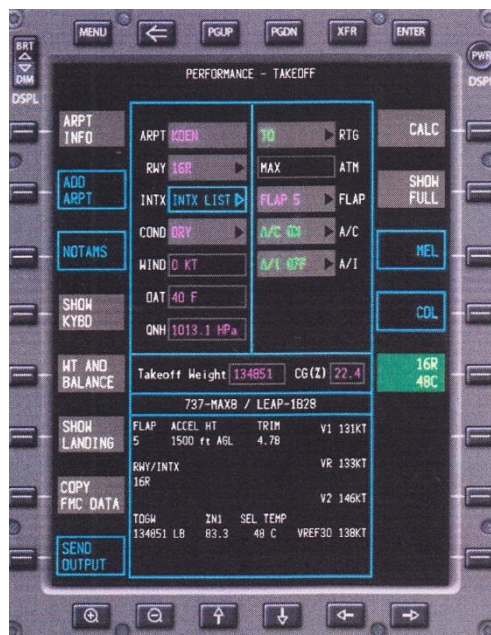 MENU PGUP PGDN XFR ENTER
BRT
DIM
DSPL
PWR
DSPL
PERFORMANCE - TAKEOFF
ARPT
INFO
ADD
ARPT
NOTAMS
SHOW
KYBD
WT AND
BALANCE
SHOW
LANDING
COPY
FMC DATA
SEND
OUTPUT
ARPT KDEN
RWY 16R
INTX INTX LIST
COND DRY
WIND 0 KT
OAT 40 F
QNH 1013.1 HPa
TO RTG
MAX ATM
FLAP 5 FLAP
A/C ON A/C
A/I OFF A/I
CALC
SHOW
FULL
MEL
CDL
16R
48C
Takeoff Weight 134851 CG(%) 22.4
737-MAX8 / LEAP-1B28
FLAP ACCEL HT TRIM V1 131KT
5 1500 ft AGL 4.78
RWY/INTX VR 133KT
16R
V2 146KT
TOGW %N1 SEL TEMP
134851 LB 83.3 48 C VREF30 138KT